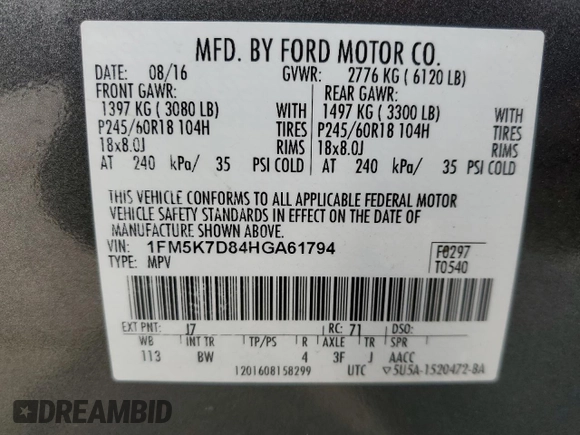 MFD. BY FORD MOTOR CO.
DATE: 08/16 GVWR: 2776 KG ( 6120 LB)
FRONT GAWR: REAR GAWR:
1397 KG ( 3080 LB) WITH 1497 KG ( 3300 LB) WITH
P245/60R18 104H TIRES P245/60R18 104H TIRES
18x8.0J RIMS 18x8.0J RIMS
AT 240 kPa/ 35 PSI COLD AT 240 kPa/ 35 PSI COLD
THIS VEHICLE CONFORMS TO ALL APPLICABLE FEDERAL MOTOR
VEHICLE SAFETY STANDARDS IN EFFECT ON THE DATE OF
MANUFACTURE SHOWN ABOVE.
VIN: 1FM5K7D84HGA61794 F0297
TYPE: MPV T0540
EXT PNT: J7 RC: 71 DSO:
WB INT TR TP/PS R AXLE TR SPR
113 BW 4 3F J AACC
1201608158299 UTC ▽5U5A-1520472-BA
DREAMBID